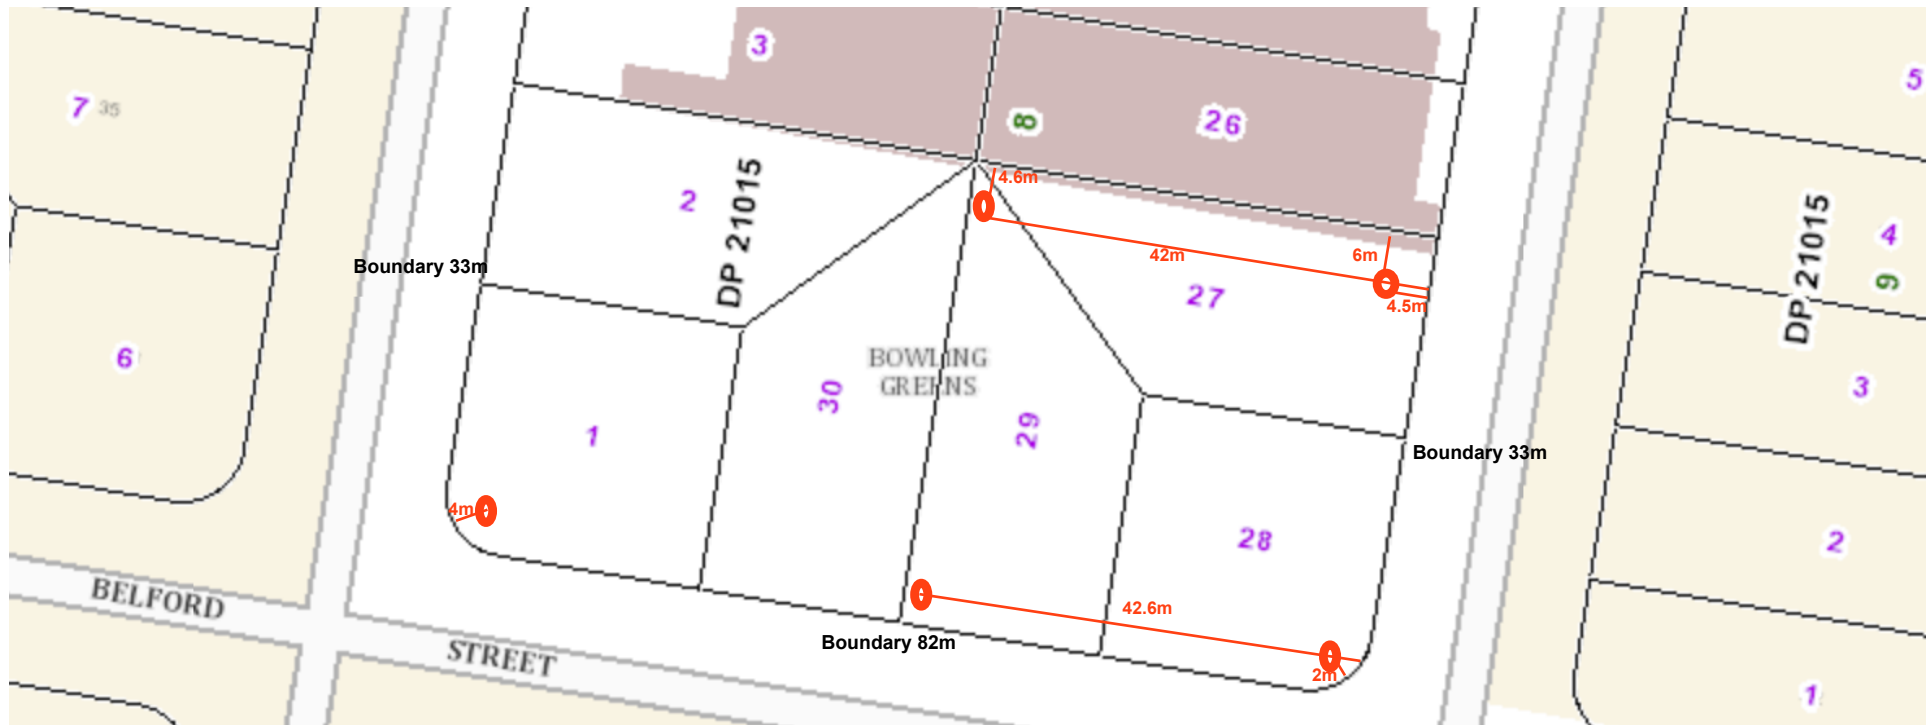 3
5
7 35
8
26
DP 21015
2
4.6m
DP 21015
4
42m
6m
Boundary 33m
9
27
4.5m
6
BOWLING
GREENS
30
3
29
1
Boundary 33m
4m
28
2
BELFORD
42.6m
Boundary 82m
STREET
2m
1